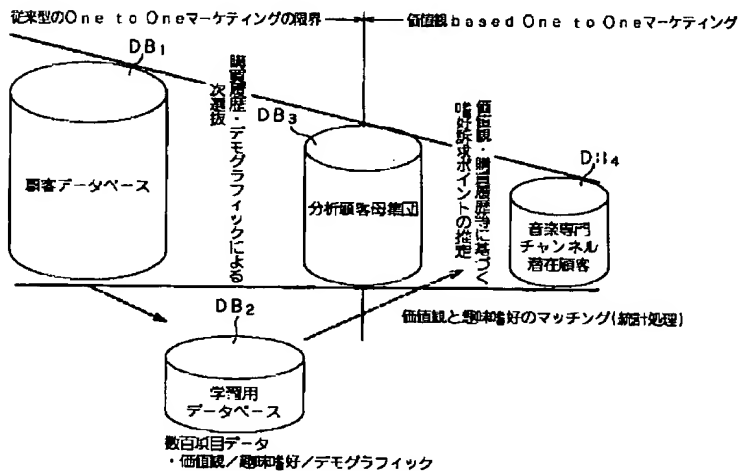 従来型のOne to Oneマーケティングの限界
価値観based One to Oneマーケティング
DB1
顧客データベース
購買履歴・デモグラフィックによる
次選抜
DB3
分析顧客母集団
価値観・購買履歴等に基づく
嗜好訴求ポイントの推定
DB4
音楽専門
チャンネル
潜在顧客
DB2
学習用
データベース
価値観と趣味嗜好のマッチング(統計処理)
数百項目データ
・価値観/趣味嗜好/デモグラフィック